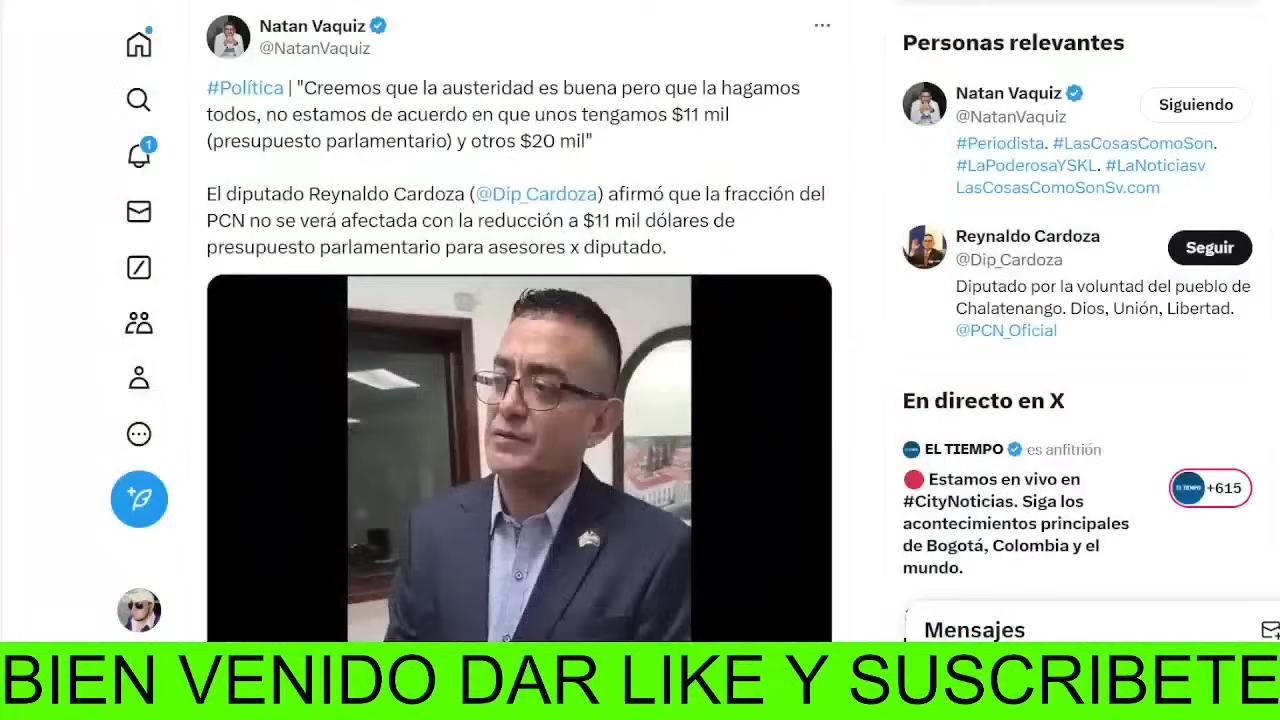 Natan Vaquiz
@NatanVaquiz
#Política | "Creemos que la austeridad es buena pero que la hagamos
todos, no estamos de acuerdo en que unos tengamos $11 mil
(presupuesto parlamentario) y otros $20 mil"
El diputado Reynaldo Cardoza (@Dip_Cardoza) afirmó que la fracción del
PCN no se verá afectada con la reducción a $11 mil dólares de
presupuesto parlamentario para asesores x diputado.
1
Personas relevantes
Natan Vaquiz
@NatanVaquiz
Siguiendo
#Periodista. #LasCosasComoSon.
#LaPoderosaYSKL. #LaNoticiasv
LasCosasComoSonSv.com
Reynaldo Cardoza
@Dip_Cardoza
Seguir
Diputado por la voluntad del pueblo de
Chalatenango. Dios, Unión, Libertad.
@PCN_Oficial
En directo en X
EL TIEMPO es anfitrión
Estamos en vivo en
#CityNoticias. Siga los
acontecimientos principales
de Bogotá, Colombia y el
mundo.
EL TIEMPO
+615
Mensajes
BIEN VENIDO DAR LIKE Y SUSCRIBETE